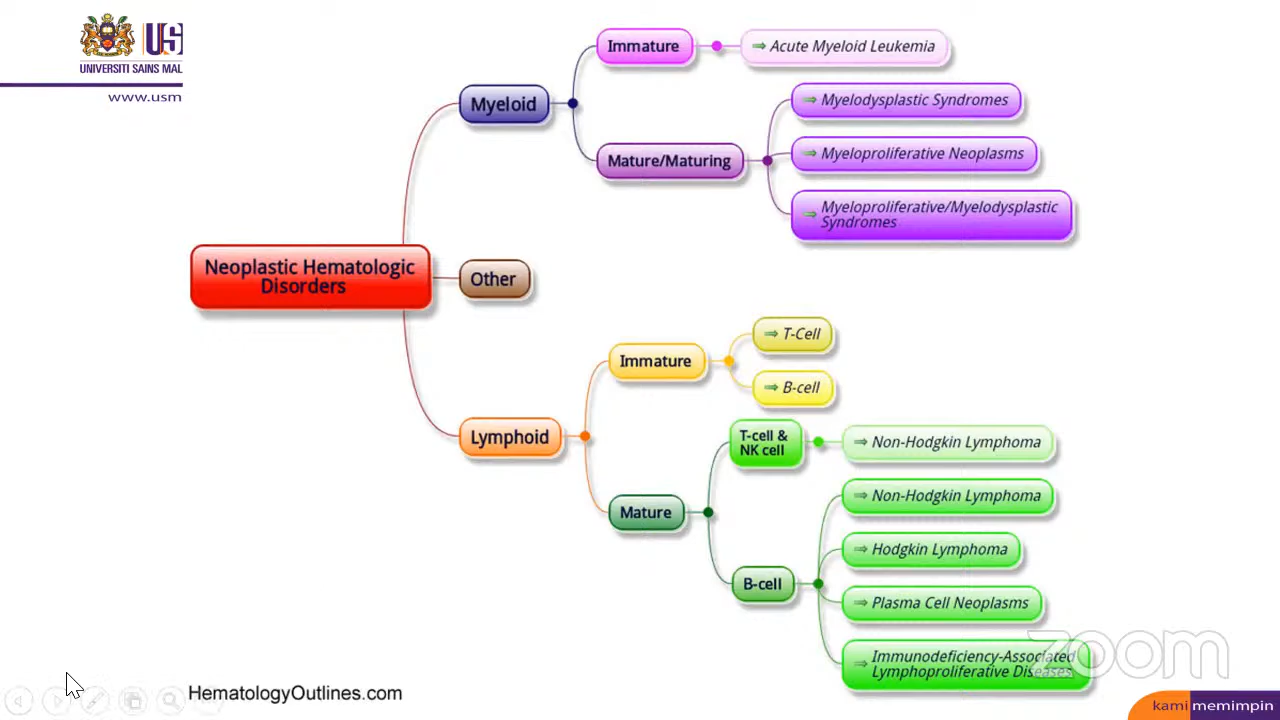 US
UNIVERSITI SAINS MAL
www.usm
Immature
⇒ Acute Myeloid Leukemia
Myeloid
⇒ Myelodysplastic Syndromes
Mature/Maturing
⇒ Myeloproliferative Neoplasms
⇒ Myeloproliferative/Myelodysplastic
Syndromes
Neoplastic Hematologic
Disorders
Other
Immature
⇒ T-Cell
⇒ B-cell
Lymphoid
T-cell &
NK cell
⇒ Non-Hodgkin Lymphoma
Mature
⇒ Non-Hodgkin Lymphoma
⇒ Hodgkin Lymphoma
B-cell
⇒ Plasma Cell Neoplasms
⇒ Immunodeficiency-Associated
Lymphoproliferative Diseases
zoom
HematologyOutlines.com
kami memimpin